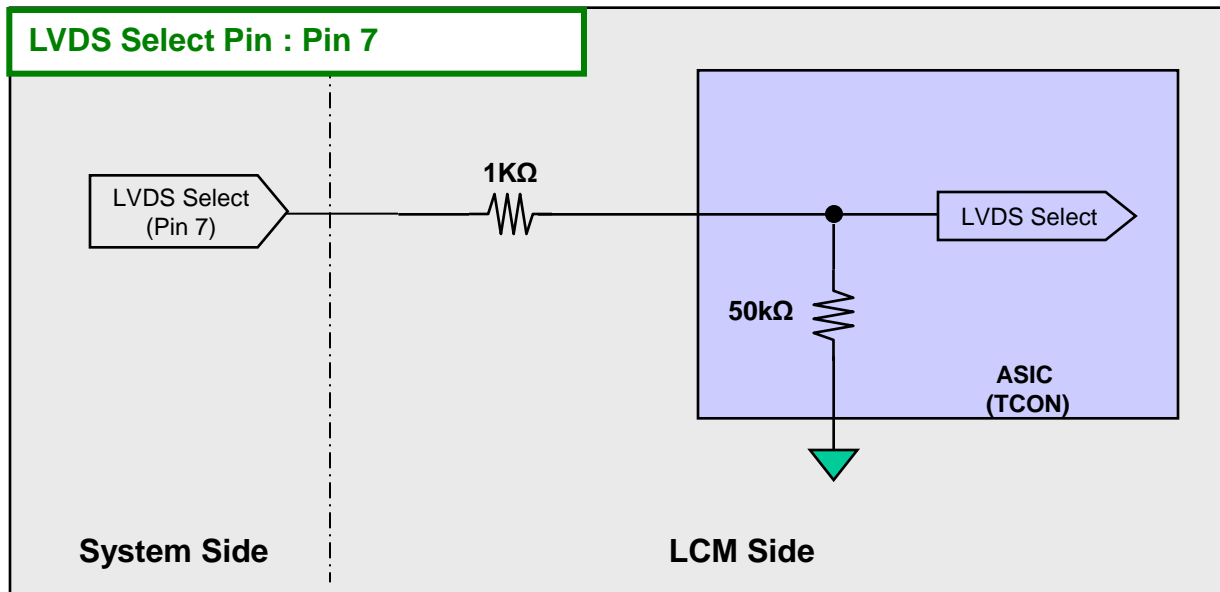 LVDS Select Pin : Pin 7
1KΩ
LVDS Select
(Pin 7)
LVDS Select
50kΩ
ASIC
(TCON)
System Side
LCM Side